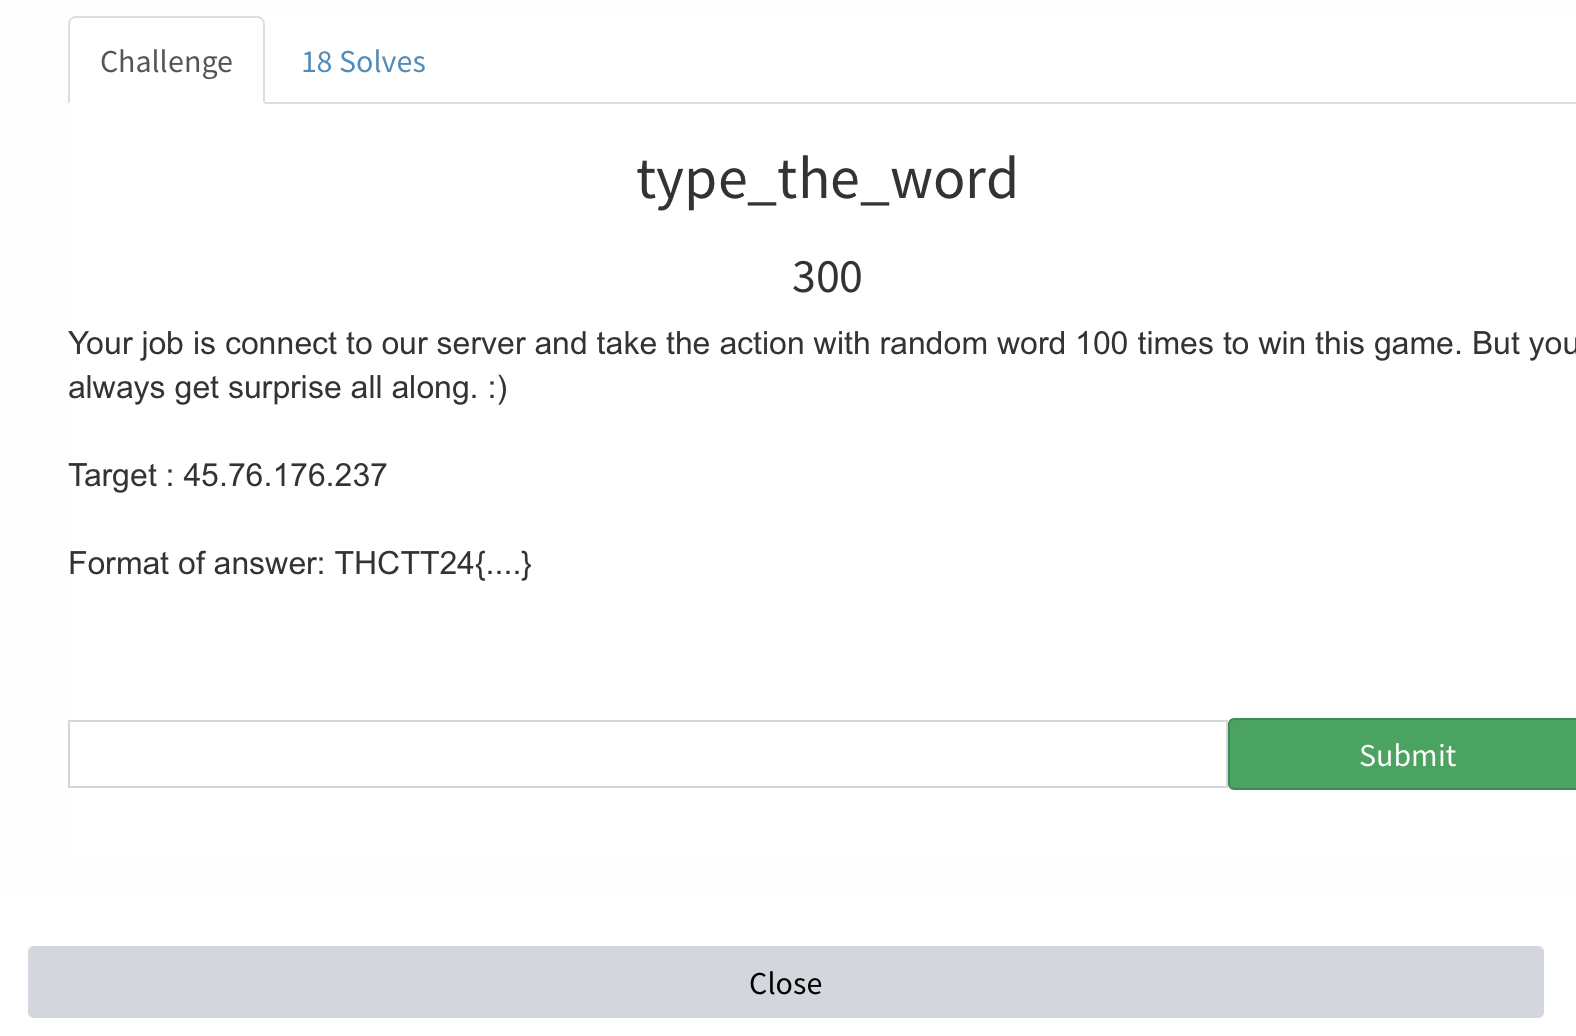 Challenge
18 Solves
type_the_word
300
Your job is connect to our server and take the action with random word 100 times to win this game. But you
always get surprise all along. :)
Target : 45.76.176.237
Format of answer: THCTT24{....}
Submit
Close